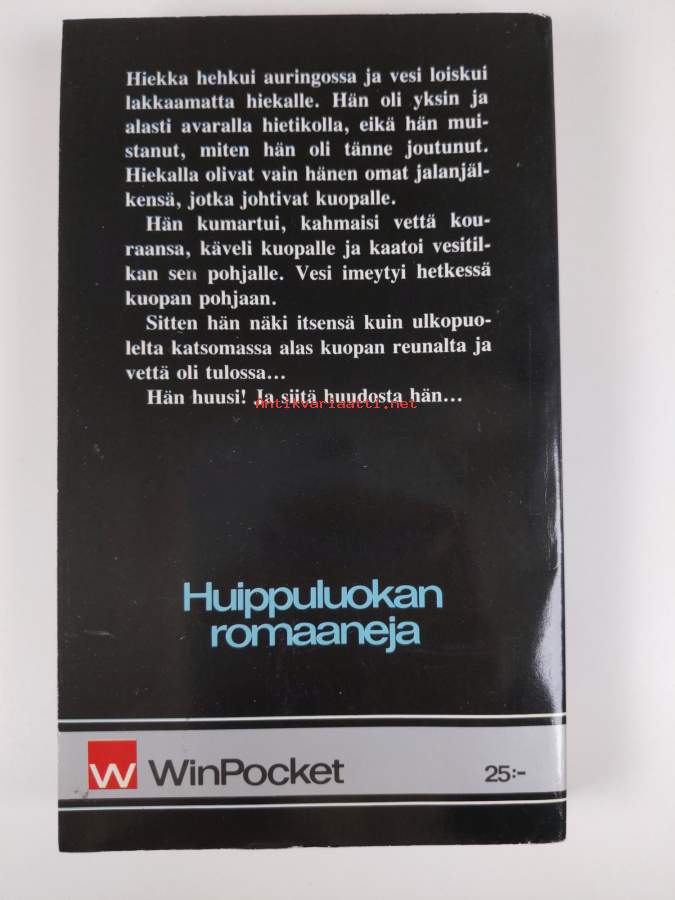 Hiekka hehkui auringossa ja vesi loiskui
lakkaamatta hiekalle. Hän oli yksin ja
alasti avaralla hietikolla, eikä hän mui-
stanut, miten hän oli tänne joutunut.
Hiekalla olivat vain hänen omat jalanjäl-
kensä, jotka johtivat kuopalle.
Hän kumartui, kahmaisi vettä kou-
raansa, käveli kuopalle ja kaatoi vesitil-
kan sen pohjalle. Vesi imeytyi hetkessä
kuopan pohjaan.
Sitten hän näki itsensä kuin ulkopuo-
lelta katsomassa alas kuopan reunalta ja
vettä oli tulossa...
Hän huusi! Ja siitä huudosta hän...
Antikvariaatti.net
Huippuluokan
romaaneja
W WinPocket 25:-